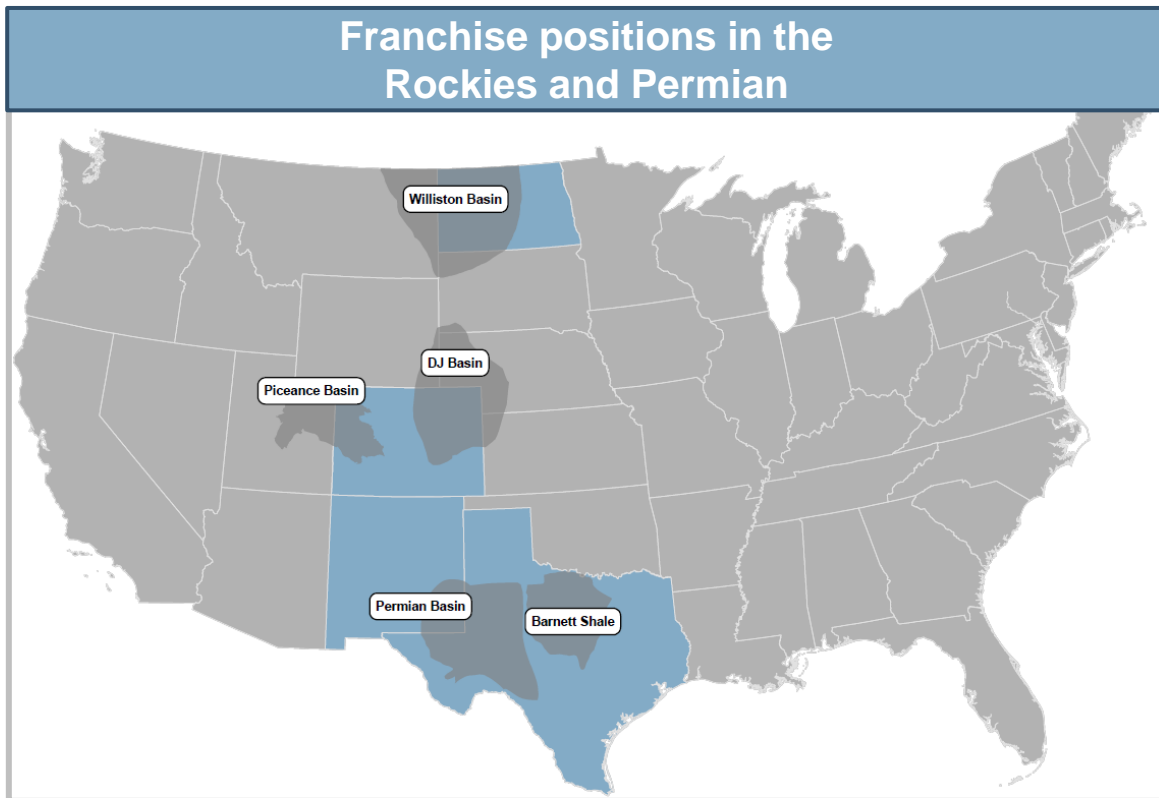 Franchise positions in the
Rockies and Permian
Williston Basin
DJ Basin
Piceance Basin
Permian Basin
Barnett Shale